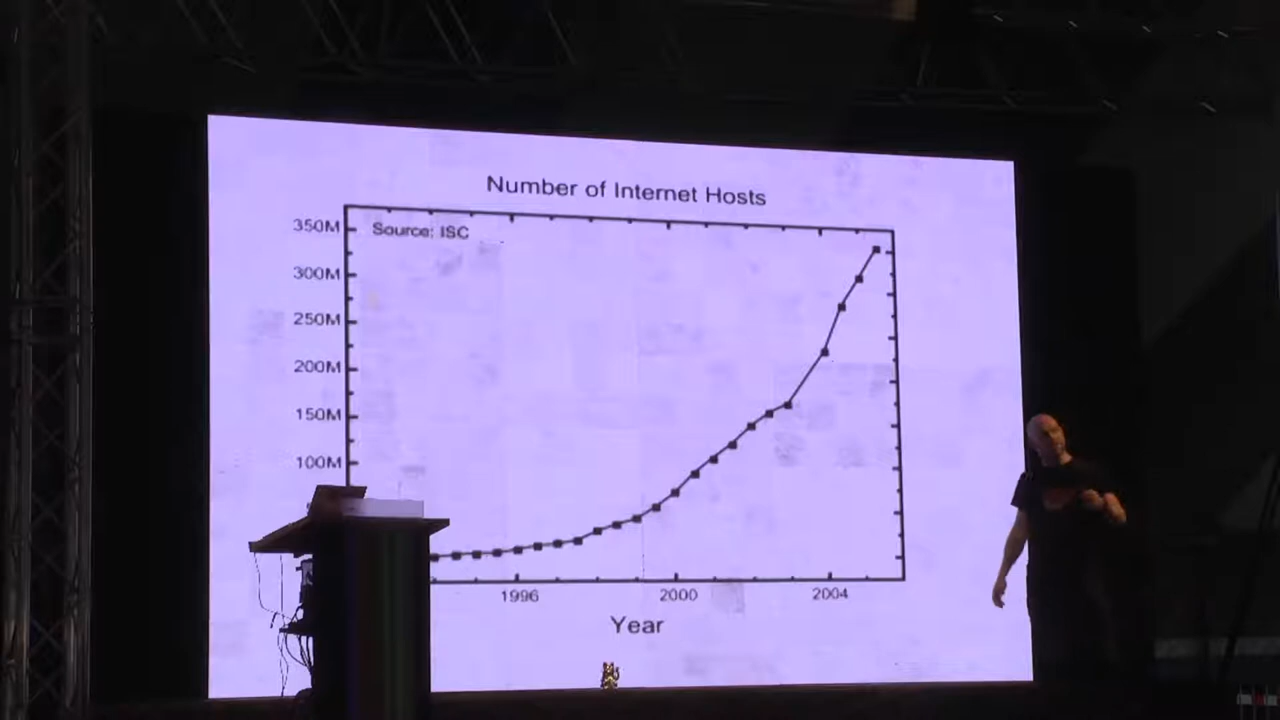 Number of Internet Hosts
Source: ISC
350M
300M
250M
200M
150M
100M
1996
2000
2004
Year